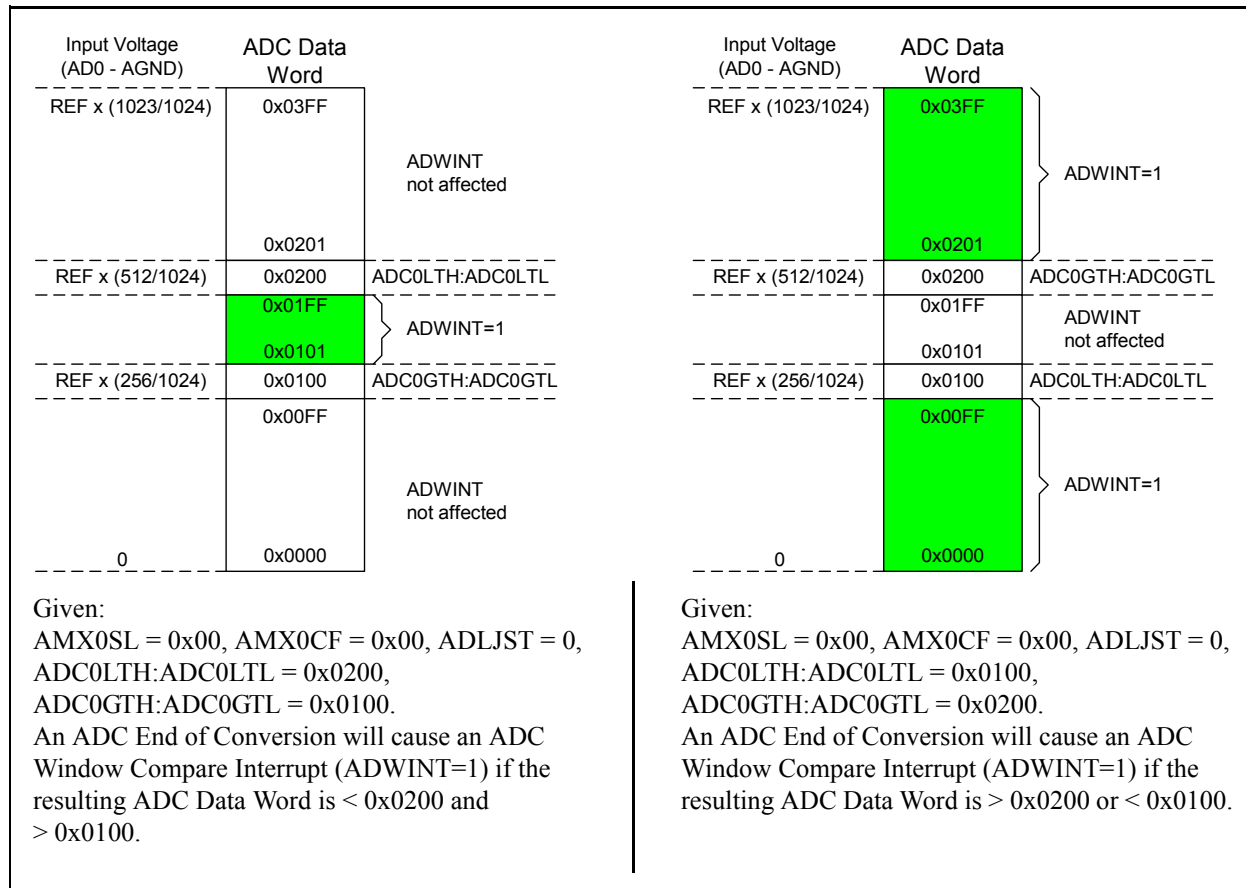 Input Voltage
(AD0 - AGND)
ADC Data
Word
REF x (1023/1024)
0x03FF
ADWINT
not affected
0x0201
REF x (512/1024)
0x0200
ADC0LTH:ADC0LTL
0x01FF
ADWINT=1
0x0101
REF x (256/1024)
0x0100
ADC0GTH:ADC0GTL
0x00FF
ADWINT
not affected
0
0x0000
Given:
AMX0SL = 0x00, AMX0CF = 0x00, ADLJST = 0,
ADC0LTH:ADC0LTL = 0x0200,
ADC0GTH:ADC0GTL = 0x0100.
An ADC End of Conversion will cause an ADC
Window Compare Interrupt (ADWINT=1) if the
resulting ADC Data Word is < 0x0200 and
> 0x0100.
Input Voltage
(AD0 - AGND)
ADC Data
Word
REF x (1023/1024)
0x03FF
ADWINT=1
0x0201
REF x (512/1024)
0x0200
ADC0GTH:ADC0GTL
0x01FF
ADWINT
not affected
0x0101
REF x (256/1024)
0x0100
ADC0LTH:ADC0LTL
0x00FF
ADWINT=1
0
0x0000
Given:
AMX0SL = 0x00, AMX0CF = 0x00, ADLJST = 0,
ADC0LTH:ADC0LTL = 0x0100,
ADC0GTH:ADC0GTL = 0x0200.
An ADC End of Conversion will cause an ADC
Window Compare Interrupt (ADWINT=1) if the
resulting ADC Data Word is > 0x0200 or < 0x0100.